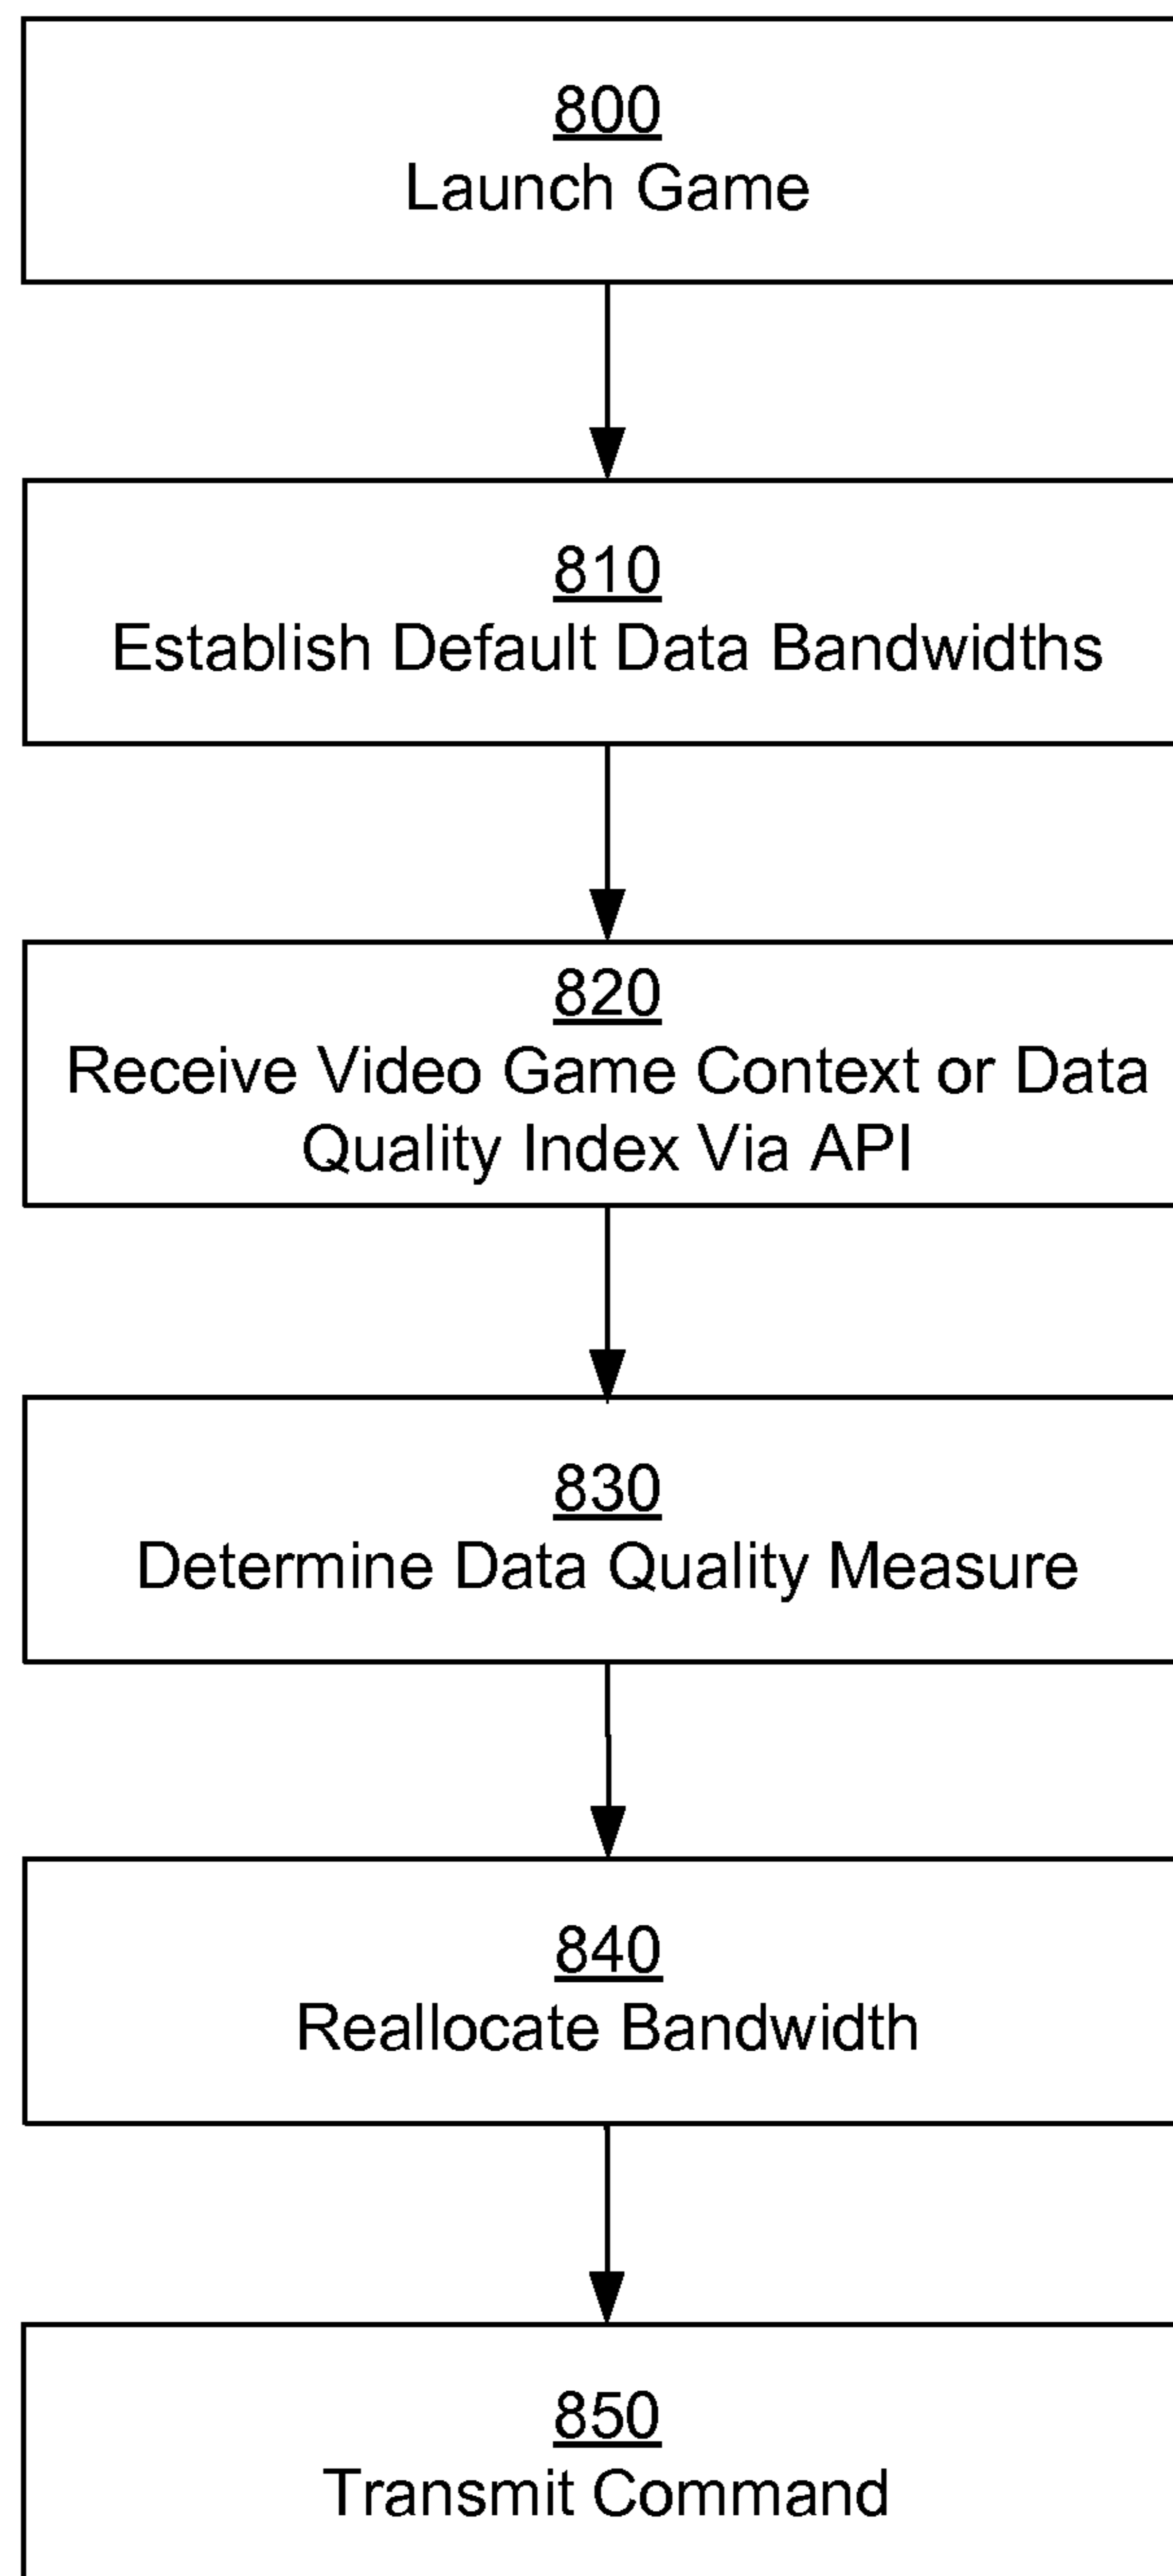 800
Launch Game
810
Establish Default Data Bandwidths
820
Receive Video Game Context or Data
Quality Index Via API
830
Determine Data Quality Measure
840
Reallocate Bandwidth
850
Transmit Command